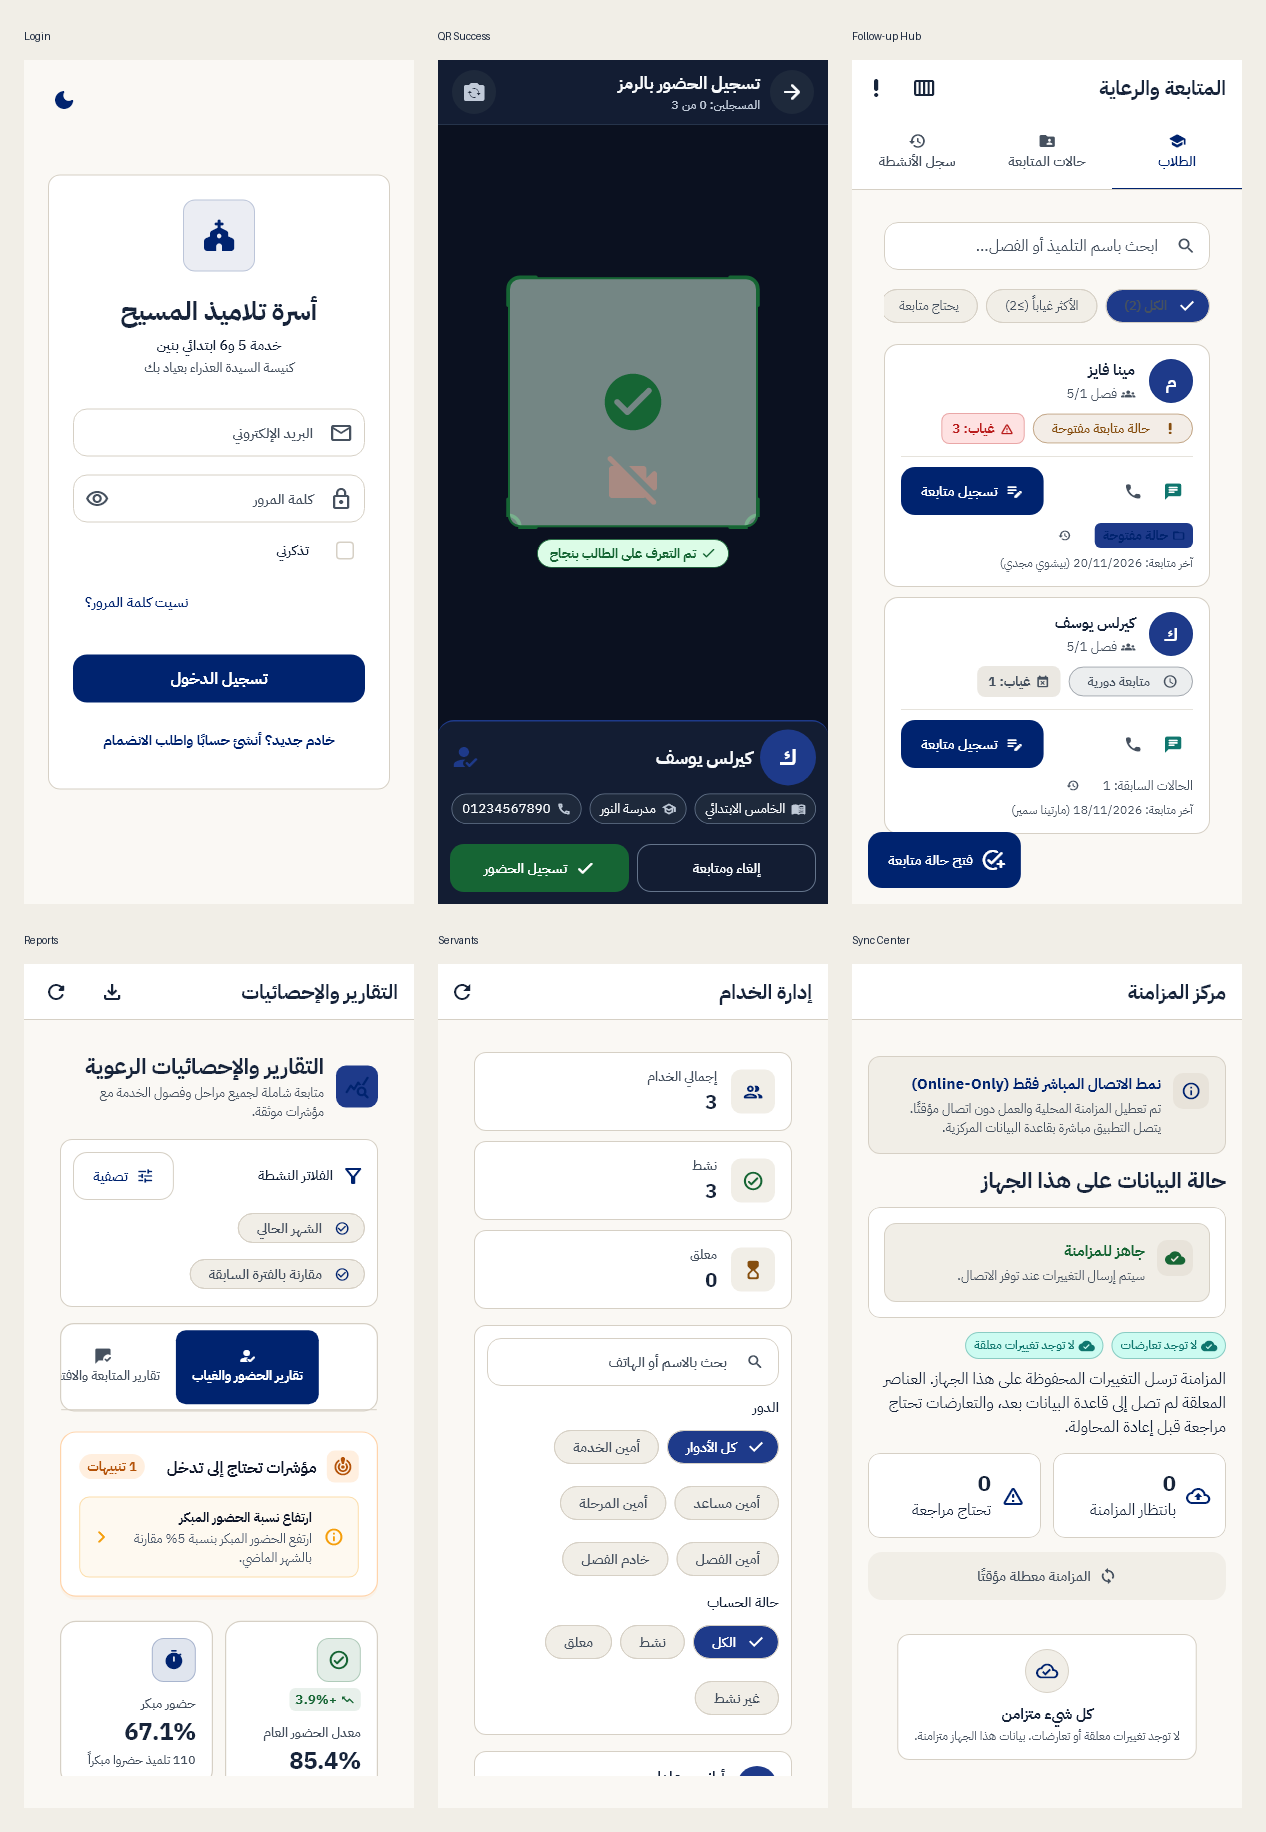 Login
أسرة تلاميذ المسيح
خدمة 5 و6 ابتدائي بنين
كنيسة السيدة العذراء بعياد بك
البريد الإلكتروني
كلمة المرور
تذكرني
نسيت كلمة المرور؟
تسجيل الدخول
خادم جديد؟ أنشئ حسابًا واطلب الانضمام
QR Success
تسجيل الحضور بالرمز
المسجلين: 0 من 3
تم التعرف على الطالب بنجاح
ك
كيرلس يوسف
الخامس الابتدائي
مدرسة النور
01234567890
إلغاء ومتابعة
تسجيل الحضور
Follow-up Hub
المتابعة والرعاية
الطلاب
حالات المتابعة
سجل الأنشطة
ابحث باسم التلميذ أو الفصل...
الكل (2)
الأكثر غياباً (≥2)
يحتاج متابعة
م
مينا فايز
فصل 5/1
حالة متابعة مفتوحة
غياب: 3
تسجيل متابعة
حالة مفتوحة
آخر متابعة: 20/11/2026 (بيشوي مجدي)
ك
كيرلس يوسف
فصل 5/1
متابعة دورية
غياب: 1
تسجيل متابعة
الحالات السابقة: 1
آخر متابعة: 18/11/2026 (مارتينا سمير)
فتح حالة متابعة
Reports
التقارير والإحصائيات
التقارير والإحصائيات الرعوية
متابعة شاملة لجميع مراحل وفصول الخدمة مع
مؤشرات موثقة.
الفلاتر النشطة
تصفية
الشهر الحالي
مقارنة بالفترة السابقة
تقارير الحضور والغياب
تقارير المتابعة والافت
مؤشرات تحتاج إلى تدخل
1 تنبيهات
ارتفاع نسبة الحضور المبكر
ارتفع الحضور المبكر بنسبة 5% مقارنة
بالشهر الماضي.
3.9%+
معدل الحضور العام
85.4%
حضور مبكر
67.1%
110 تلميذ حضروا مبكراً
Servants
إدارة الخدام
إجمالي الخدام
3
نشط
3
معلق
0
بحث بالاسم أو الهاتف
الدور
كل الأدوار
أمين الخدمة
أمين مساعد
أمين المرحلة
أمين الفصل
خادم الفصل
حالة الحساب
الكل
نشط
معلق
غير نشط
Sync Center
مركز المزامنة
نمط الاتصال المباشر فقط (Online-Only)
تم تعطيل المزامنة المحلية والعمل دون اتصال مؤقتًا.
يتصل التطبيق مباشرة بقاعدة البيانات المركزية.
حالة البيانات على هذا الجهاز
جاهز للمزامنة
سيتم إرسال التغييرات عند توفر الاتصال.
لا توجد تعارضات
لا توجد تغييرات معلقة
المزامنة ترسل التغييرات المحفوظة على هذا الجهاز. العناصر
المعلقة لم تصل إلى قاعدة البيانات بعد، والتعارضات تحتاج
مراجعة قبل إعادة المحاولة.
0
بانتظار المزامنة
0
تحتاج مراجعة
المزامنة معطلة مؤقتًا
كل شيء متزامن
لا توجد تغييرات معلقة أو تعارضات. بيانات هذا الجهاز متزامنة.